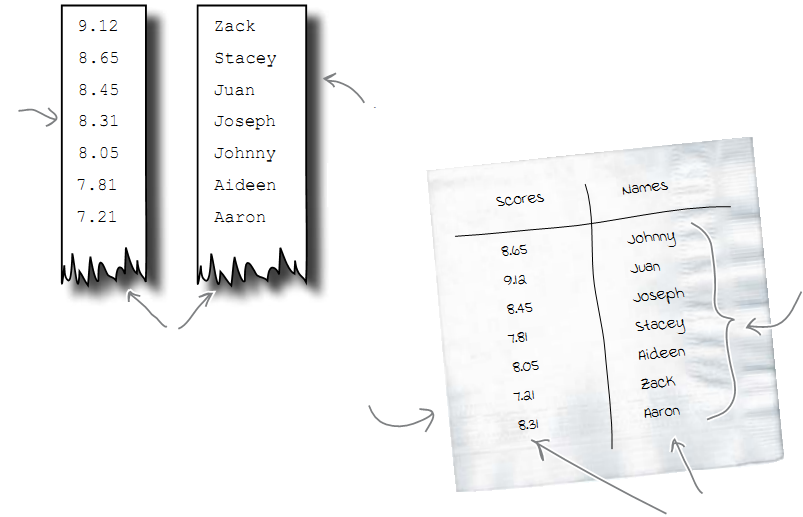 9.12 Zack
8.65 Stacey
8.45 Juan
8.31 Joseph
8.05 Johnny
7.81 Aideen
7.21 Aaron
Scores Names
8.65 Johnny
9.12 Juan
8.45 Joseph
7.81 Stacey
8.05 Aideen
7.21 Zack
8.31 Aaron